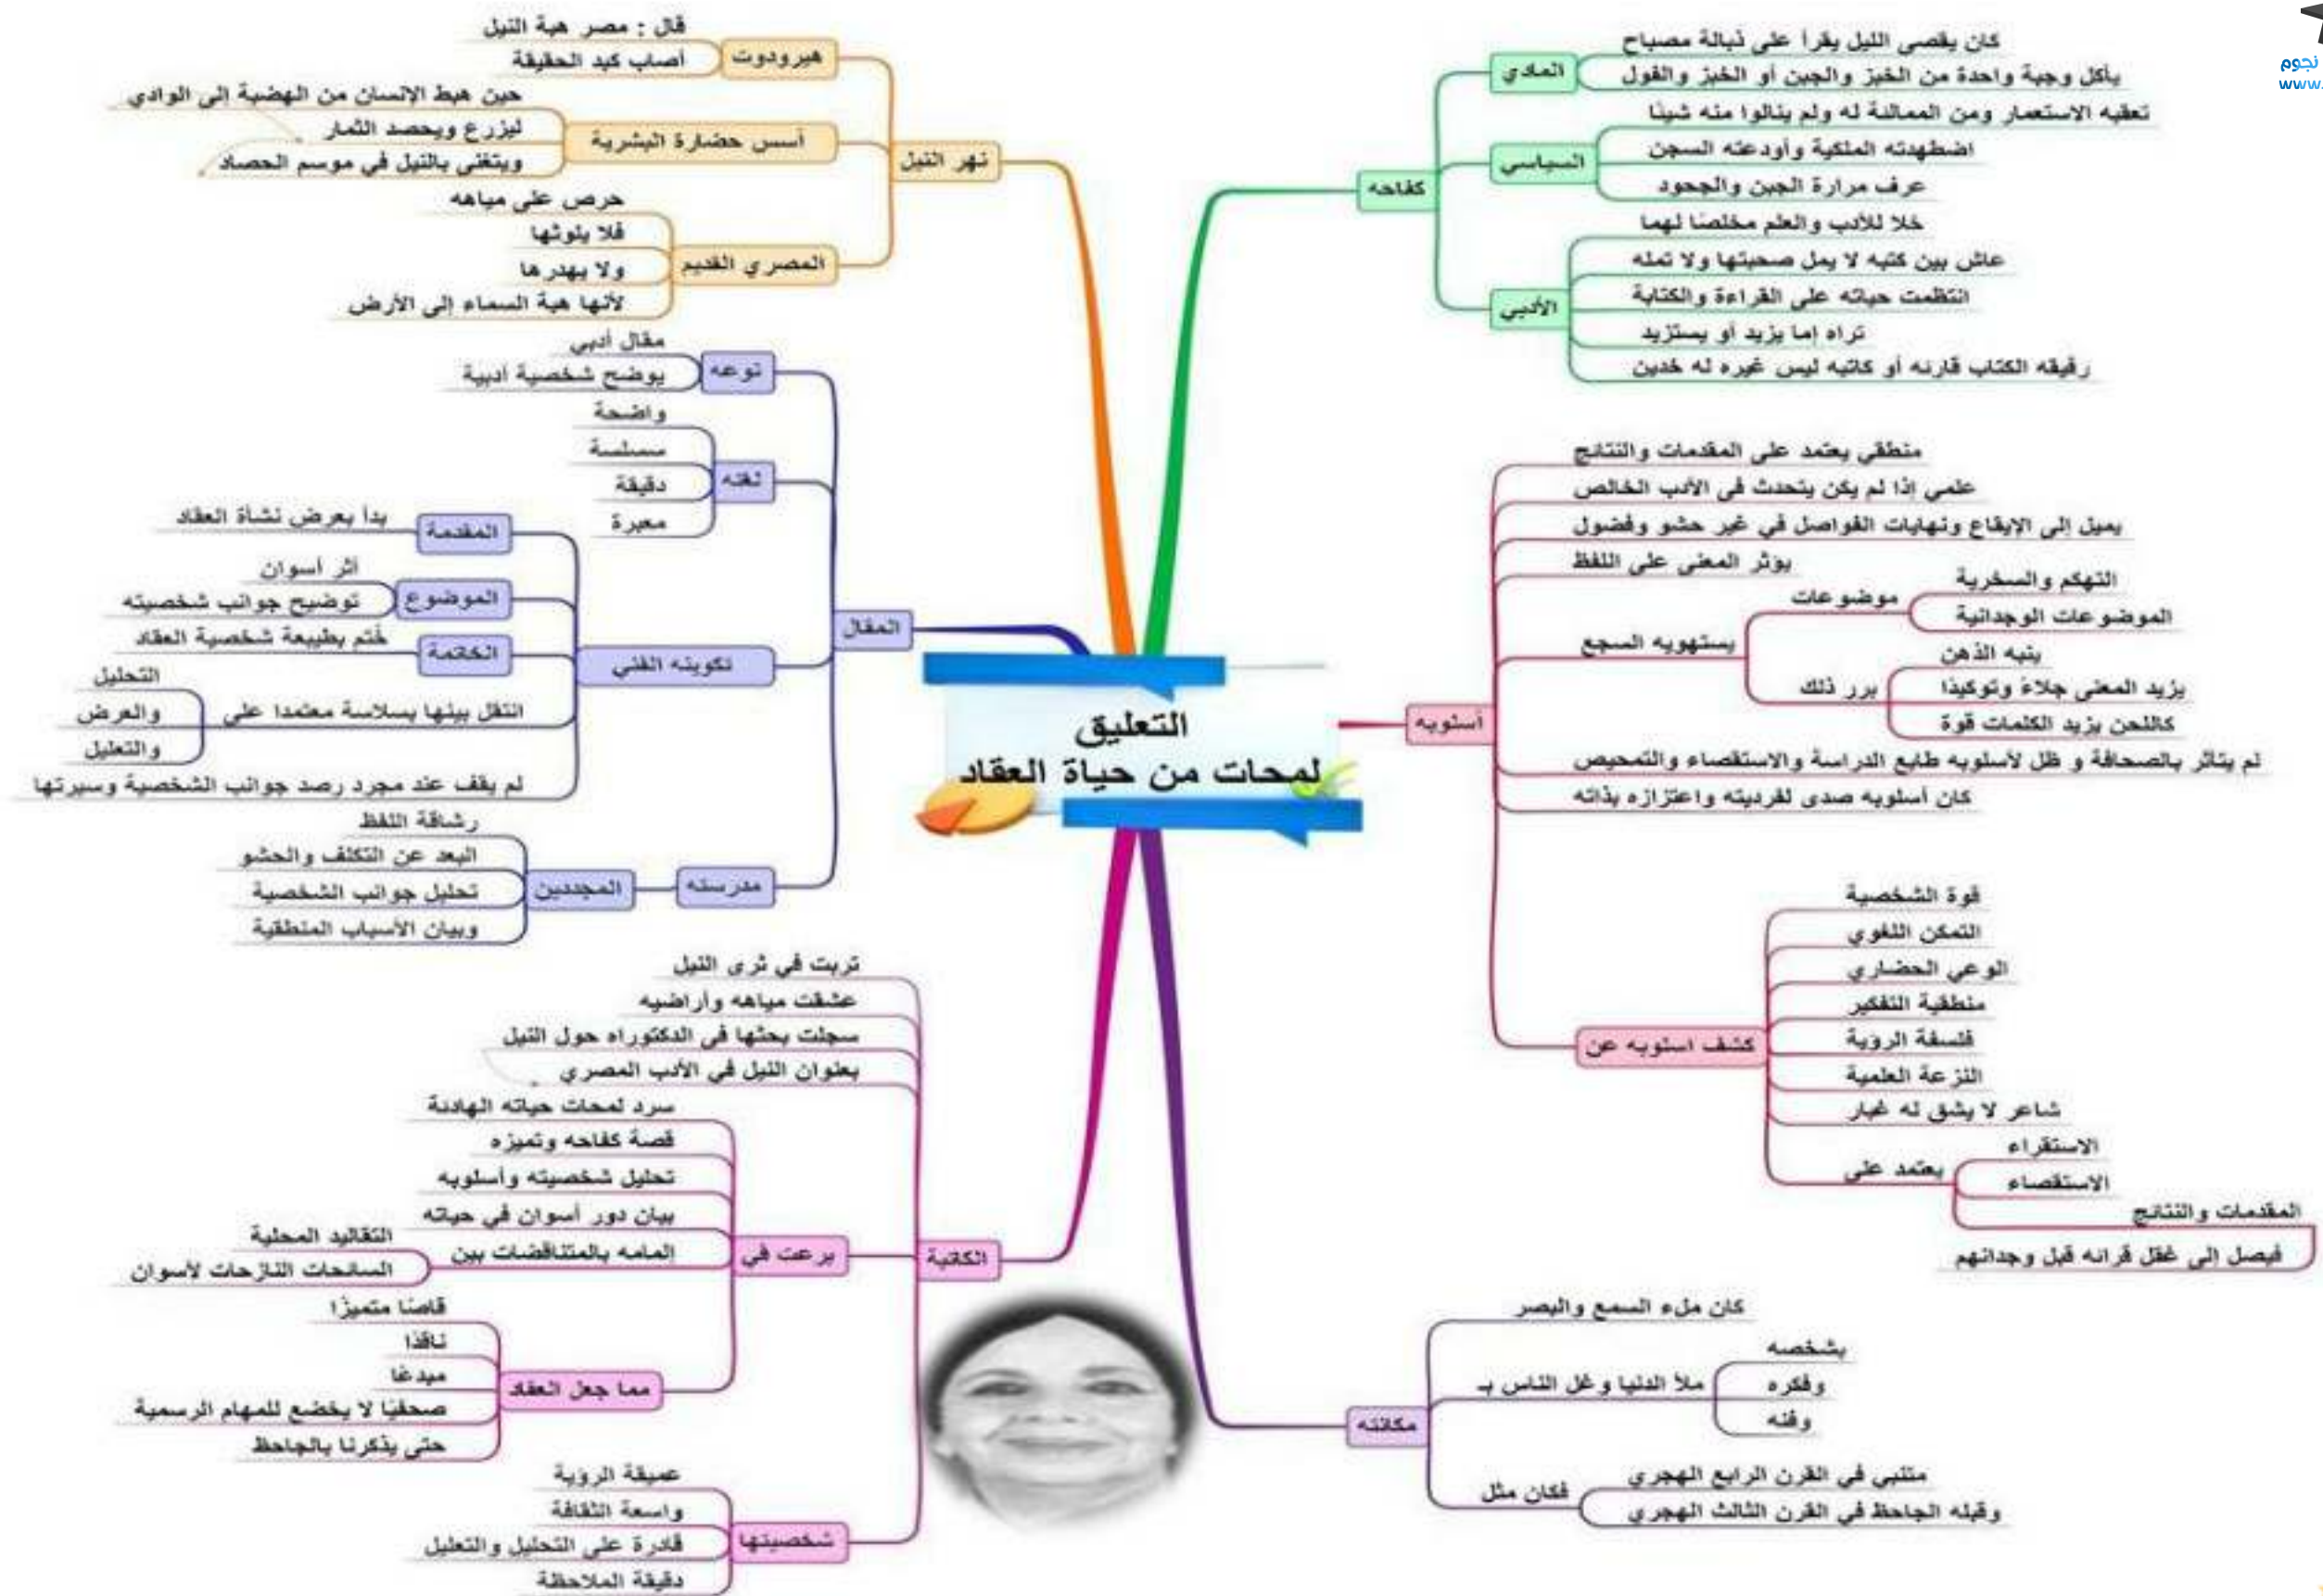 نجوم
www.
التعليق
لمحات من حياة العقاد
كفاحه
المادي
كان يقضي الليل يقرأ على ذبالة مصباح
يأكل وجبة واحدة من الخبز والجبن أو الخبز والفول
السياسي
تعقبه الاستعمار ومن الممالئة له ولم ينالوا منه شيئا
اضطهدته الملكية وأودعته السجن
عرف مرارة الجبن والجحود
الأدبي
خلا للأدب والعلم مخلصا لهما
عاش بين كتبه لا يمل صحبتها ولا تمله
انتظمت حياته على القراءة والكتابة
تراه إما يزيد أو يستزيد
رفيقه الكتاب قارئه أو كاتبه ليس غيره له خدين
أسلوبه
منطقي يعتمد على المقدمات والنتائج
علمي إذا لم يكن يتحدث في الأدب الخالص
يميل إلى الإيقاع ونهايات الفواصل في غير حشو وفضول
يؤثر المعنى على اللفظ
يستهويه السجع
موضوعات
التهكم والسخرية
الموضوعات الوجدانية
برر ذلك
ينبه الذهن
يزيد المعنى جلاء وتوكيدا
كاللحن يزيد الكلمات قوة
لم يتأثر بالصحافة و ظل لأسلوبه طابع الدراسة والاستقصاء والتمحيص
كان أسلوبه صدى لفرديته واعتزازه بذاته
كشف اسلوبه عن
قوة الشخصية
التمكن اللغوي
الوعي الحضاري
منطقية التفكير
فلسفة الرؤية
النزعة العلمية
شاعر لا يشق له غبار
يعتمد على
الاستقراء
الاستقصاء
المقدمات والنتائج
فيصل إلى عقل قرائه قبل وجدانهم
مكانته
كان ملء السمع والبصر
ملأ الدنيا و غل الناس بـ
بشخصه
وفكره
وفنه
فكان مثل
متنبي في القرن الرابع الهجري
وقبله الجاحظ في القرن الثالث الهجري
نهر النيل
هيرودوت
قال : مصر هبة النيل
أصاب كبد الحقيقة
أسس حضارة البشرية
حين هبط الإنسان من الهضبة إلى الوادي
ليزرع ويحصد الثمار
ويتغنى بالنيل في موسم الحصاد
المصري القديم
حرص على مياهه
فلا يلوثها
ولا يهدرها
لأنها هبة السماء إلى الأرض
المقال
نوعه
مقال أدبي
يوضح شخصية أدبية
لغته
واضحة
سلسلة
دقيقة
معبرة
تكوينه الفني
المقدمة
بدأ بعرض نشأة العقاد
الموضوع
أثر أسوان
توضيح جوانب شخصيته
الخاتمة
ختم بطبيعة شخصية العقاد
انتقل بينها بسلاسة معتمدا على
التحليل
والعرض
والتعليل
لم يقف عند مجرد رصد جوانب الشخصية وسيرتها
مدرسته
المجددين
رشاقة اللفظ
البعد عن التكلف والحشو
تحليل جوانب الشخصية
وبيان الأسباب المنطقية
الكاتبة
تربت في ثرى النيل
عشقت مياهه وأراضيه
سجلت بحثها في الدكتوراه حول النيل
بعنوان النيل في الأدب المصري
برعت في
سرد لمحات حياته الهادئة
قصة كفاحه وتميزه
تحليل شخصيته وأسلوبه
بيان دور أسوان في حياته
إلمامه بالمتناقضات بين
التقاليد المحلية
السائحات النازحات لأسوان
مما جعل العقاد
قاصا متميزا
ناقدا
مبدعا
صحفيا لا يخضع للمهام الرسمية
حتى يذكرنا بالجاحظ
شخصيتها
عميقة الرؤية
واسعة الثقافة
قادرة على التحليل والتعليل
دقيقة الملاحظة